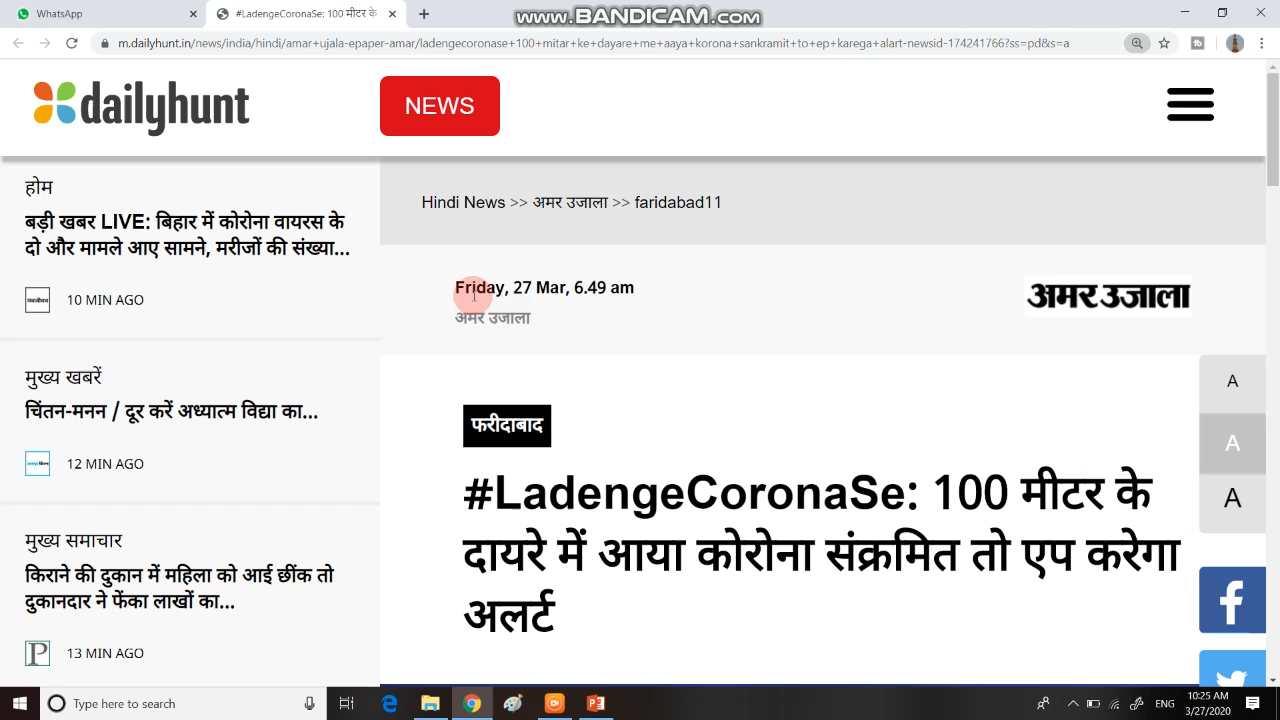 WhatsApp
#LadengeCoronaSe: 100 मीटर के
www.BANDICAM.com
m.dailyhunt.in/news/india/hindi/amar+ujala-epaper-amar/ladengecoronase+100+mitar+ke+dayare+me+aaya+korona+sankramit+to+ep+karega+alart-newsid-174241766?ss=pd&s=a
dailyhunt
NEWS
होम
बड़ी खबर LIVE: बिहार में कोरोना वायरस के
दो और मामले आए सामने, मरीजों की संख्या...
10 MIN AGO
मुख्य खबरें
चिंतन-मनन / दूर करें अध्यात्म विद्या का...
12 MIN AGO
मुख्य समाचार
किराने की दुकान में महिला को आई छींक तो
दुकानदार ने फेंका लाखों का...
P
13 MIN AGO
Hindi News >> अमर उजाला >> faridabad11
Friday, 27 Mar, 6.49 am
अमर उजाला
अमर उजाला
फरीदाबाद
#LadengeCoronaSe: 100 मीटर के
दायरे में आया कोरोना संक्रमित तो एप करेगा
अलर्ट
A
A
A
Type here to search
ENG
10:25 AM
3/27/2020